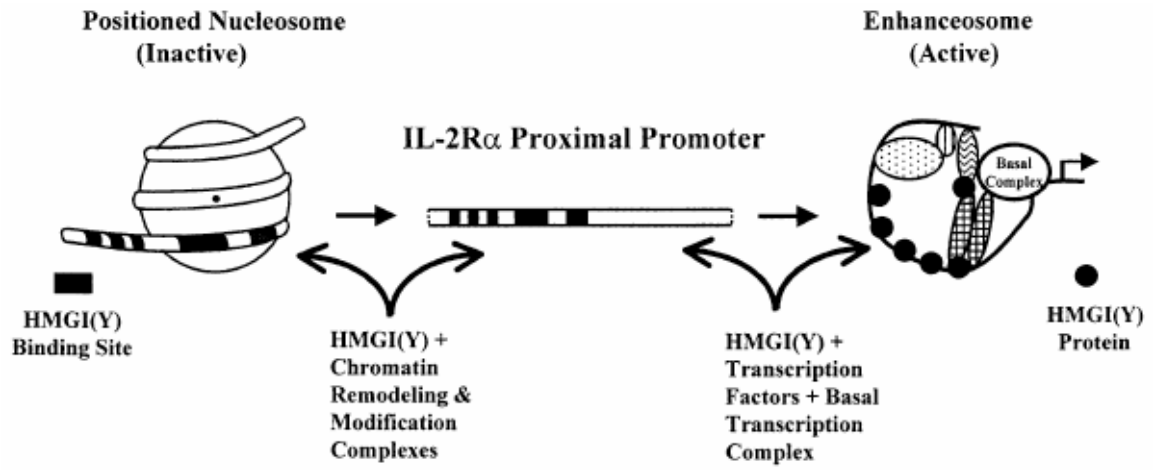 Positioned Nucleosome
(Inactive)
Enhanceosome
(Active)
IL-2Rα Proximal Promoter
Basal
Complex
HMGI(Y)
Binding Site
HMGI(Y) +
Chromatin
Remodeling &
Modification
Complexes
HMGI(Y) +
Transcription
Factors + Basal
Transcription
Complex
HMGI(Y)
Protein